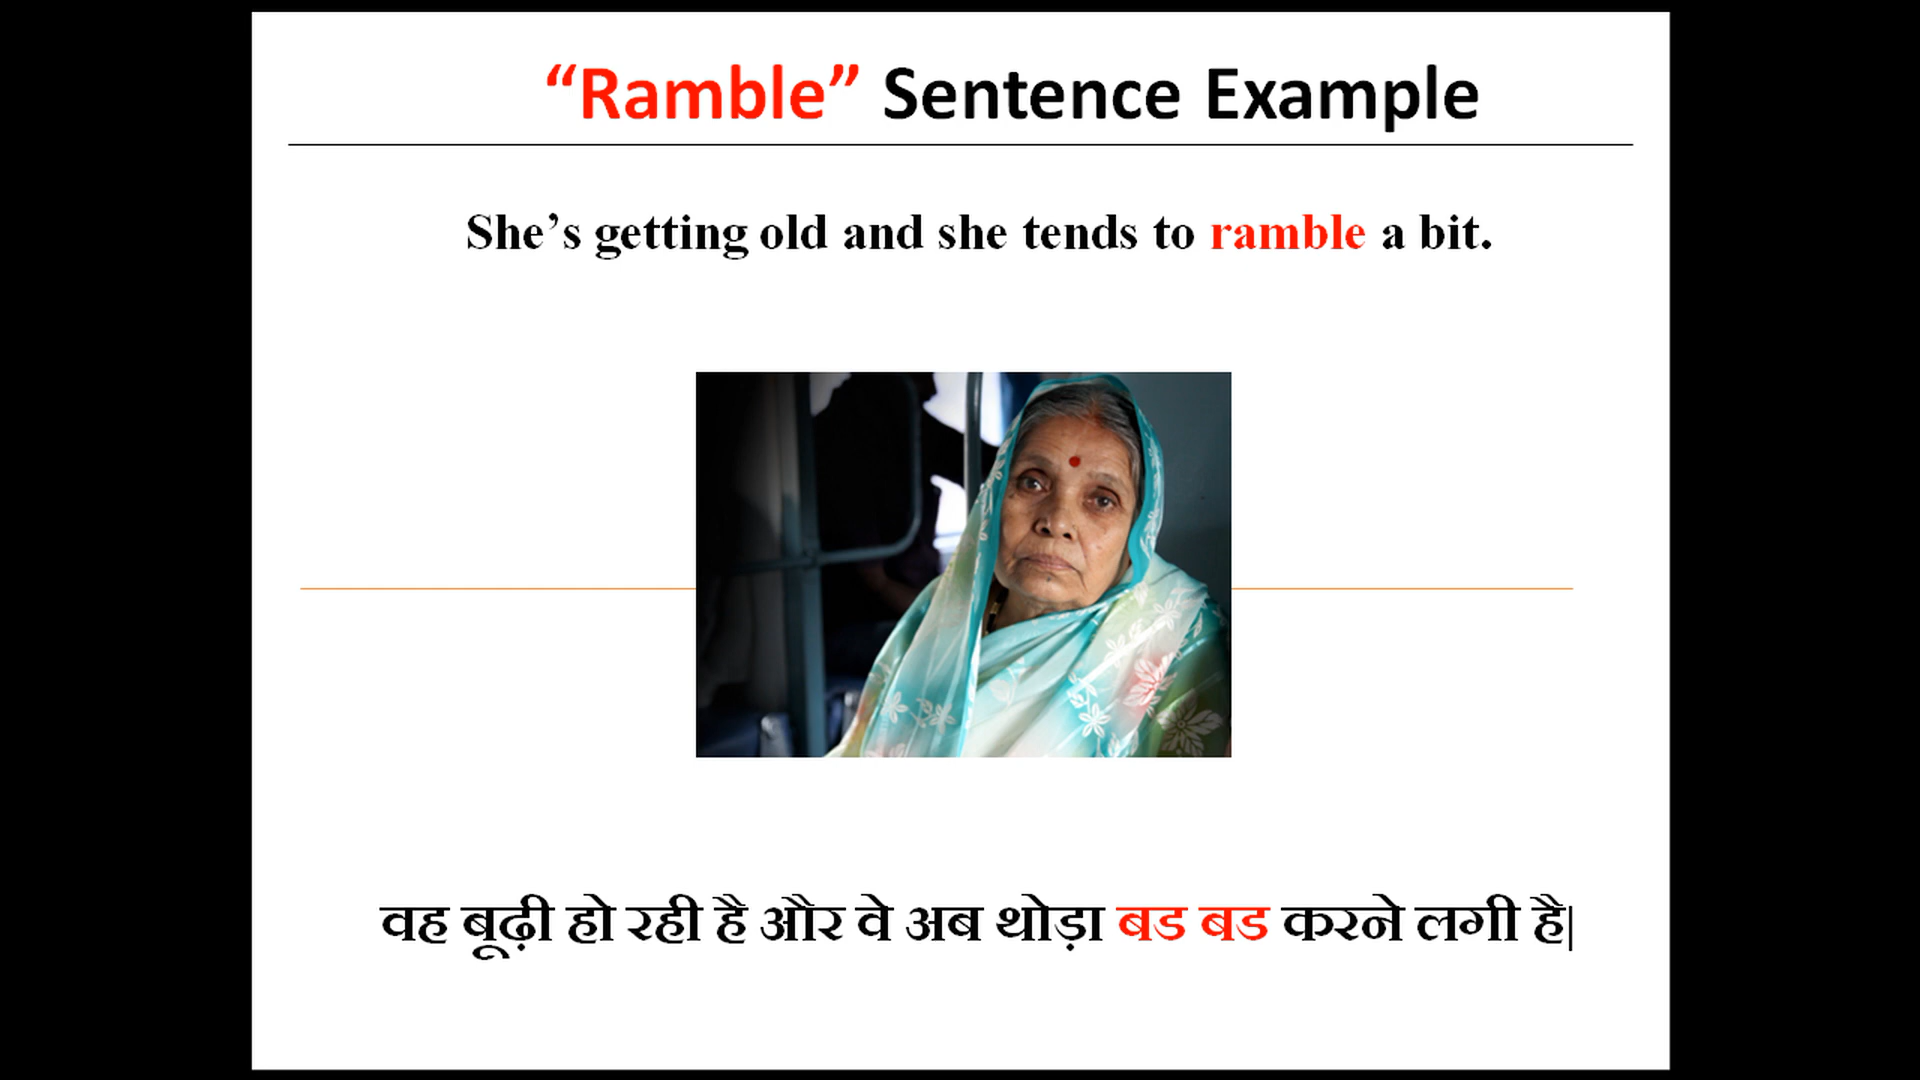 “Ramble” Sentence Example
She’s getting old and she tends to ramble a bit.
वह बूढ़ी हो रही है और वे अब थोड़ा बड बड करने लगी है|